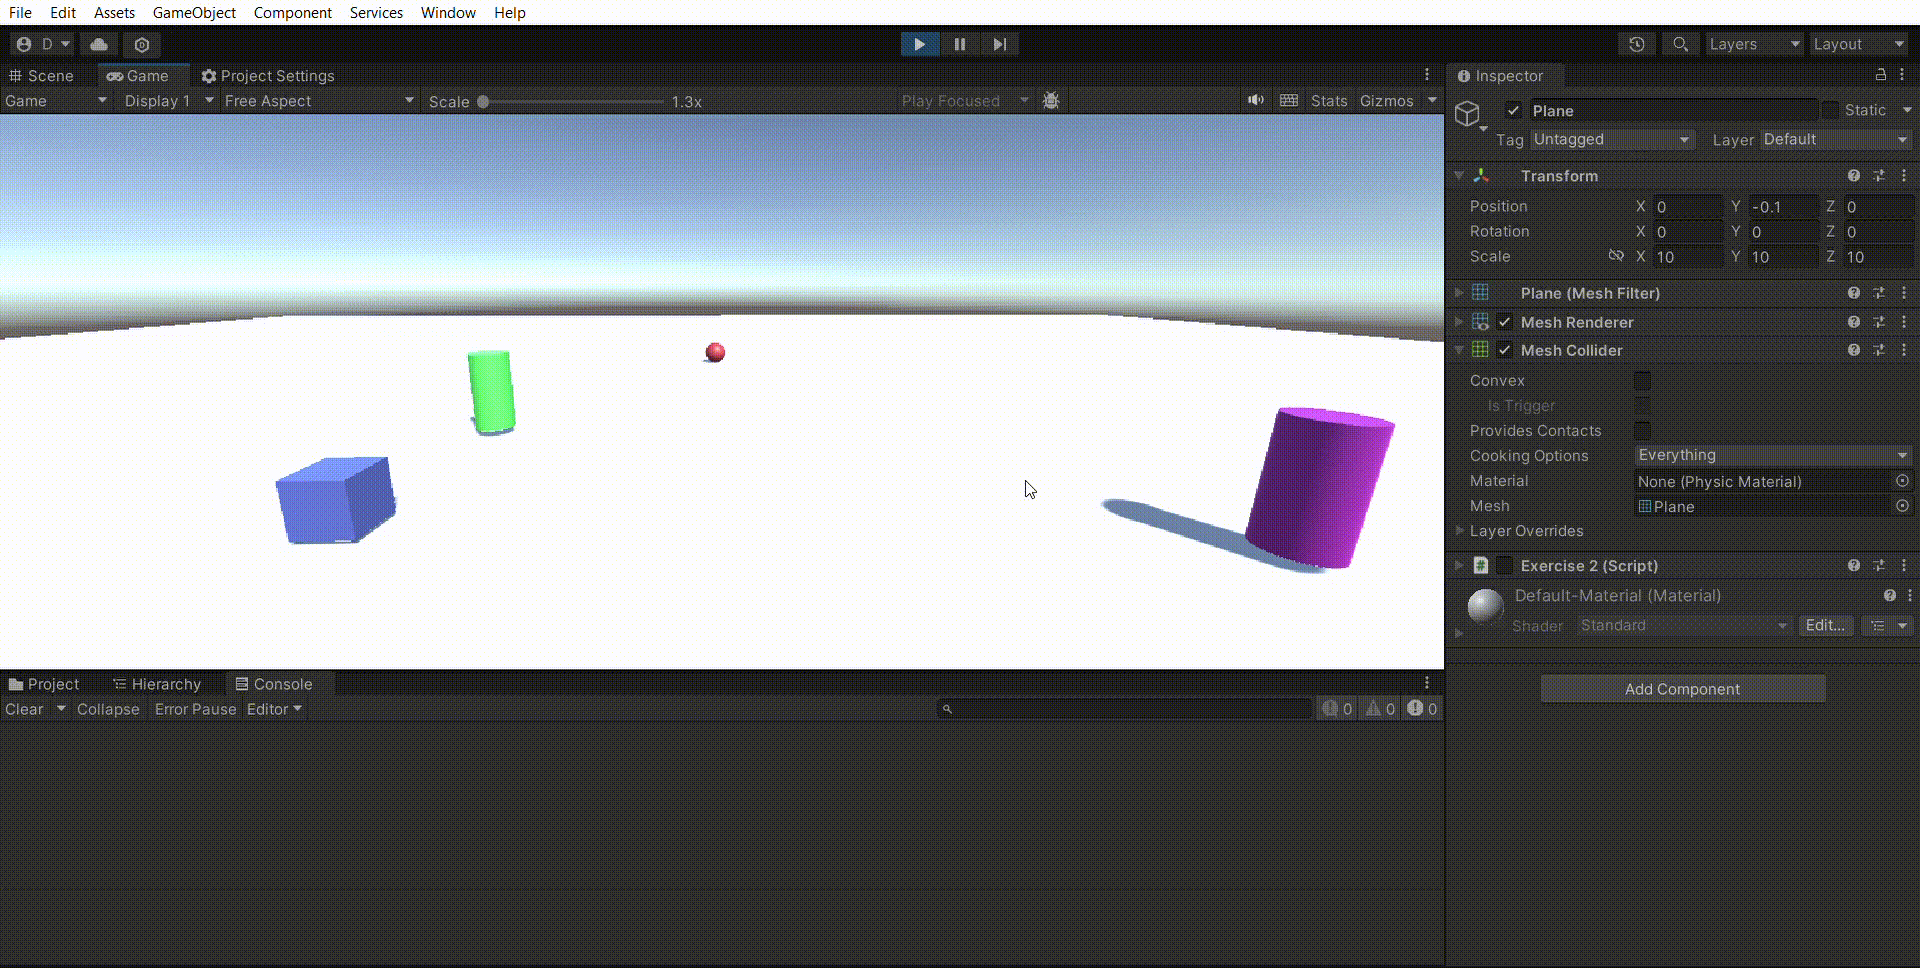 File Edit Assets GameObject Component Services Window Help
D Layers Layout
Scene Game Project Settings
Game Display 1 Free Aspect Scale 1.3x Play Focused Stats Gizmos
Inspector
Plane Static
Tag Untagged Layer Default
Transform
Position X 0 Y -0.1 Z 0
Rotation X 0 Y 0 Z 0
Scale X 10 Y 10 Z 10
Plane (Mesh Filter)
Mesh Renderer
Mesh Collider
Convex
Is Trigger
Provides Contacts
Cooking Options Everything
Material None (Physic Material)
Mesh Plane
Layer Overrides
Exercise 2 (Script)
Default-Material (Material)
Shader Standard Edit...
Add Component
Project Hierarchy Console
Clear Collapse Error Pause Editor 0 0 0